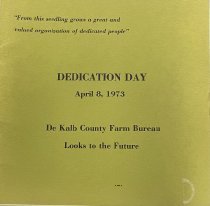 "From this seedling grows a great and
valued organization of dedicated people"
DEDICATION DAY
April 8, 1973
De Kalb County Farm Bureau
Looks to the Future